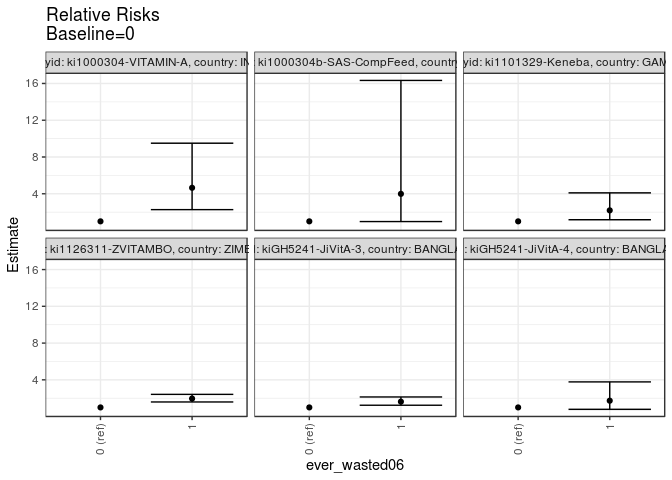 Relative Risks
Baseline=0
yid: ki1000304-VITAMIN-A, country: IN
: ki1000304b-SAS-CompFeed, country
yid: ki1101329-Keneba, country: GAM
16
12
8
4
Estimate
: ki1126311-ZVITAMBO, country: ZIMB
: kiGH5241-JiVitA-3, country: BANGLA
: kiGH5241-JiVitA-4, country: BANGLA
16
12
8
4
0 (ref)
1
0 (ref)
1
0 (ref)
1
ever_wasted06